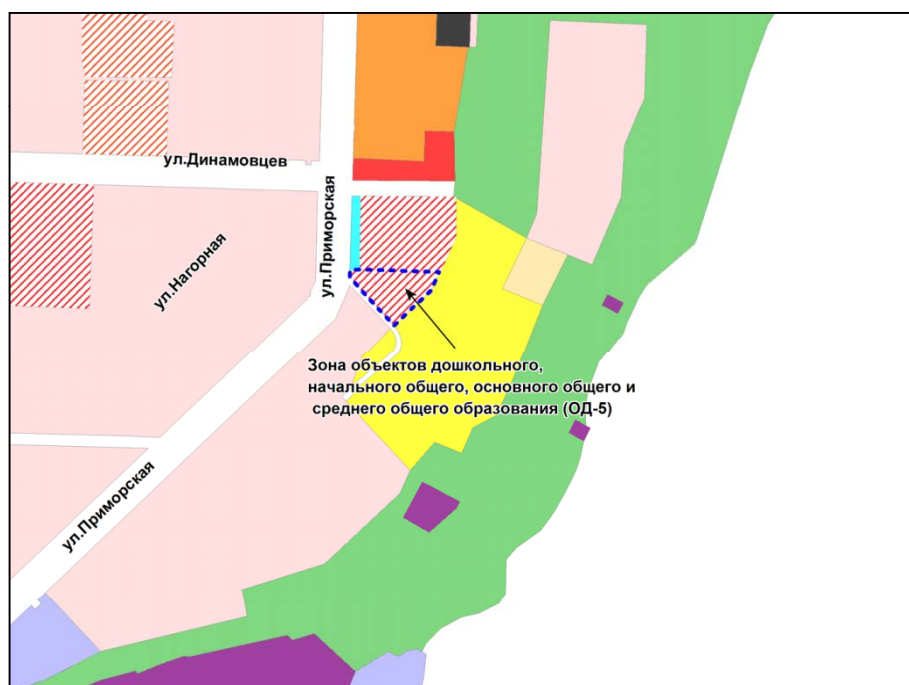 ул.Динамовцев
ул.Приморская
ул.Нагорная
Зона объектов дошкольного,
начального общего, основного общего и
среднего общего образования (ОД-5)
ул.Приморская